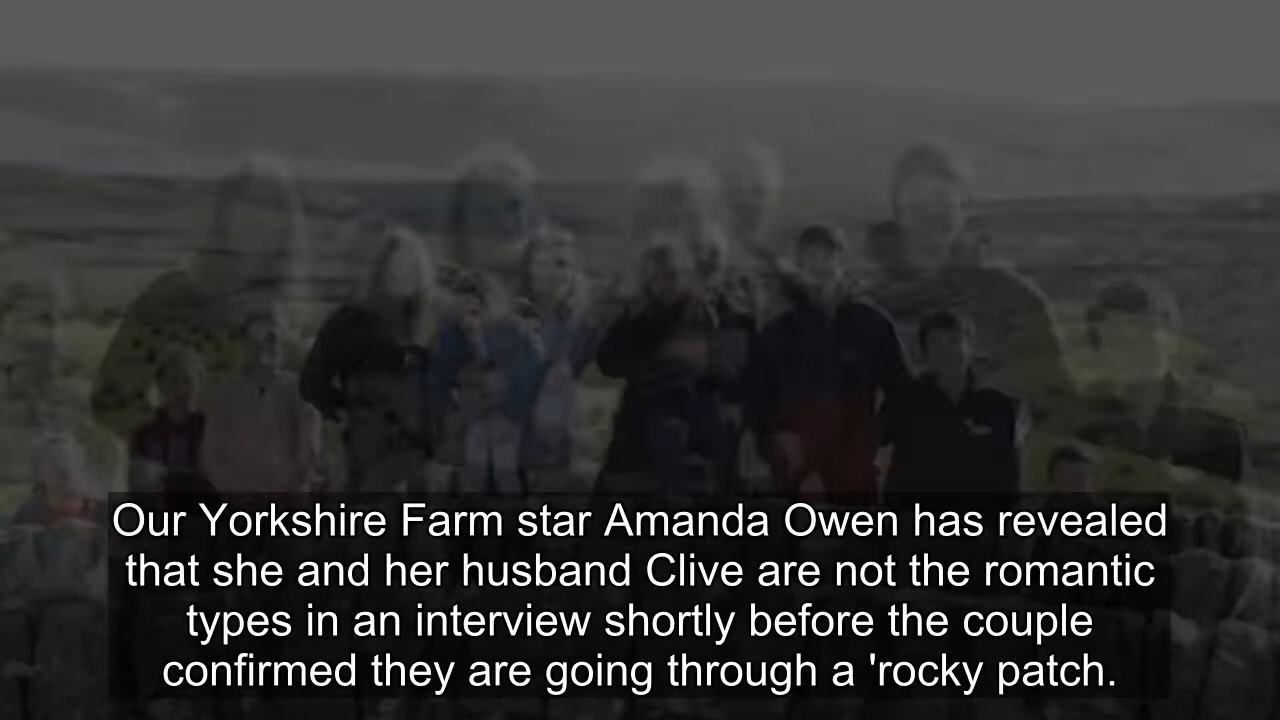 Our Yorkshire Farm star Amanda Owen has revealed
that she and her husband Clive are not the romantic
types in an interview shortly before the couple
confirmed they are going through a 'rocky patch.